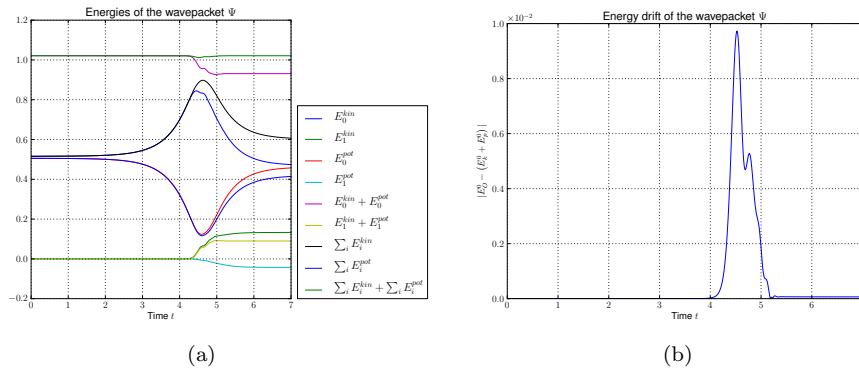 Energies of the wavepacket Ψ
1.2
1.0
0.8
0.6
0.4
0.2
0.0
−0.2
0 1 2 3 4 5 6 7
Time t
E_0^{kin}
E_1^{kin}
E_0^{pot}
E_1^{pot}
E_0^{kin} + E_0^{pot}
E_1^{kin} + E_1^{pot}
∑_i E_i^{kin}
∑_i E_i^{pot}
∑_i E_i^{kin} + ∑_i E_i^{pot}
(a)
Energy drift of the wavepacket Ψ
1.0 ×10^{−2}
0.8
0.6
0.4
0.2
0.0
0 1 2 3 4 5 6 7
Time t
(b)